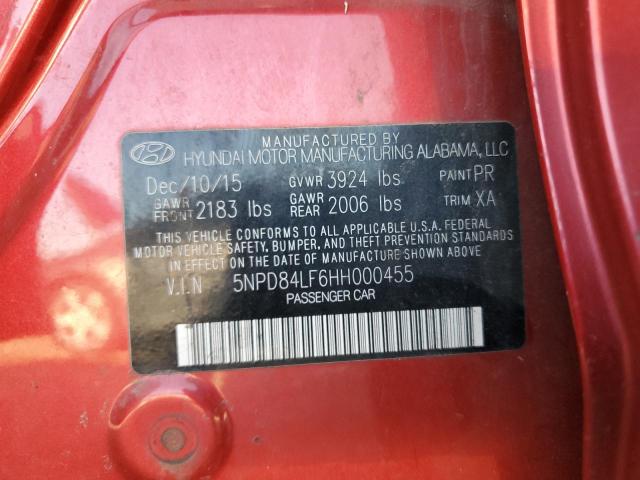 MANUFACTURED BY
HYUNDAI MOTOR MANUFACTURING ALABAMA, LLC
Dec/10/15 GVWR 3924 lbs PAINT PR
GAWR FRONT 2183 lbs GAWR REAR 2006 lbs TRIM XA
THIS VEHICLE CONFORMS TO ALL APPLICABLE U.S.A. FEDERAL
MOTOR VEHICLE SAFETY, BUMPER, AND THEFT PREVENTION STANDARDS
IN EFFECT ON THE DATE OF MANUFACTURE SHOWN ABOVE
V.I.N 5NPD84LF6HH000455
PASSENGER CAR